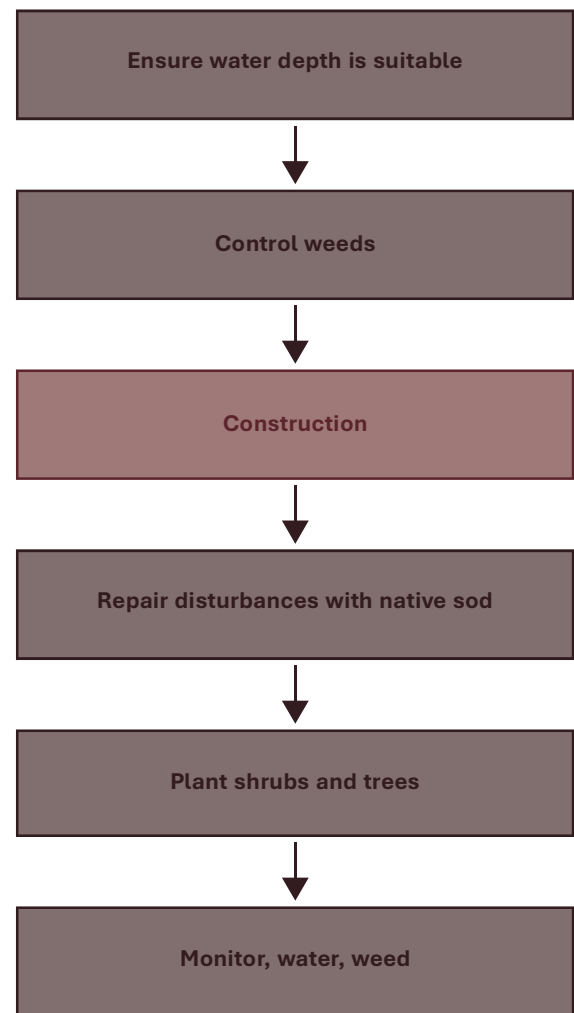 Ensure water depth is suitable
Control weeds
Construction
Repair disturbances with native sod
Plant shrubs and trees
Monitor, water, weed